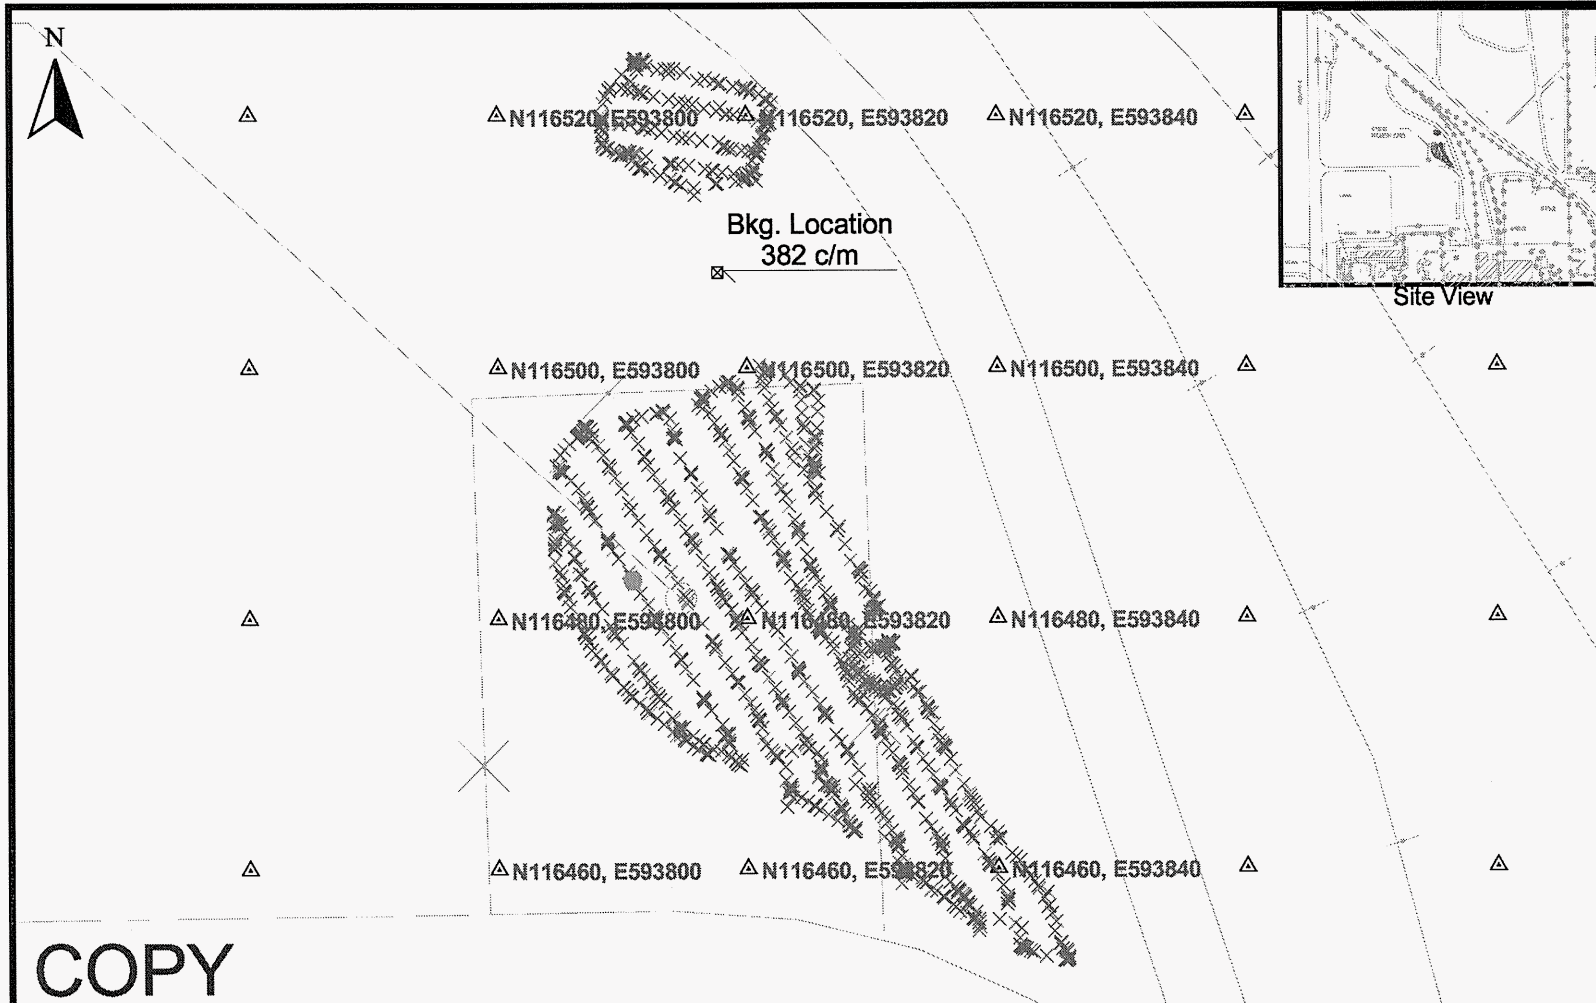 N
N116520, E593800
N116520, E593820
N116520, E593840
Bkg. Location
382 c/m
Site View
N116500, E593800
N116500, E593820
N116500, E593840
N116480, E593800
N116480, E593820
N116480, E593840
N116460, E593800
N116460, E593820
N116460, E593840
COPY